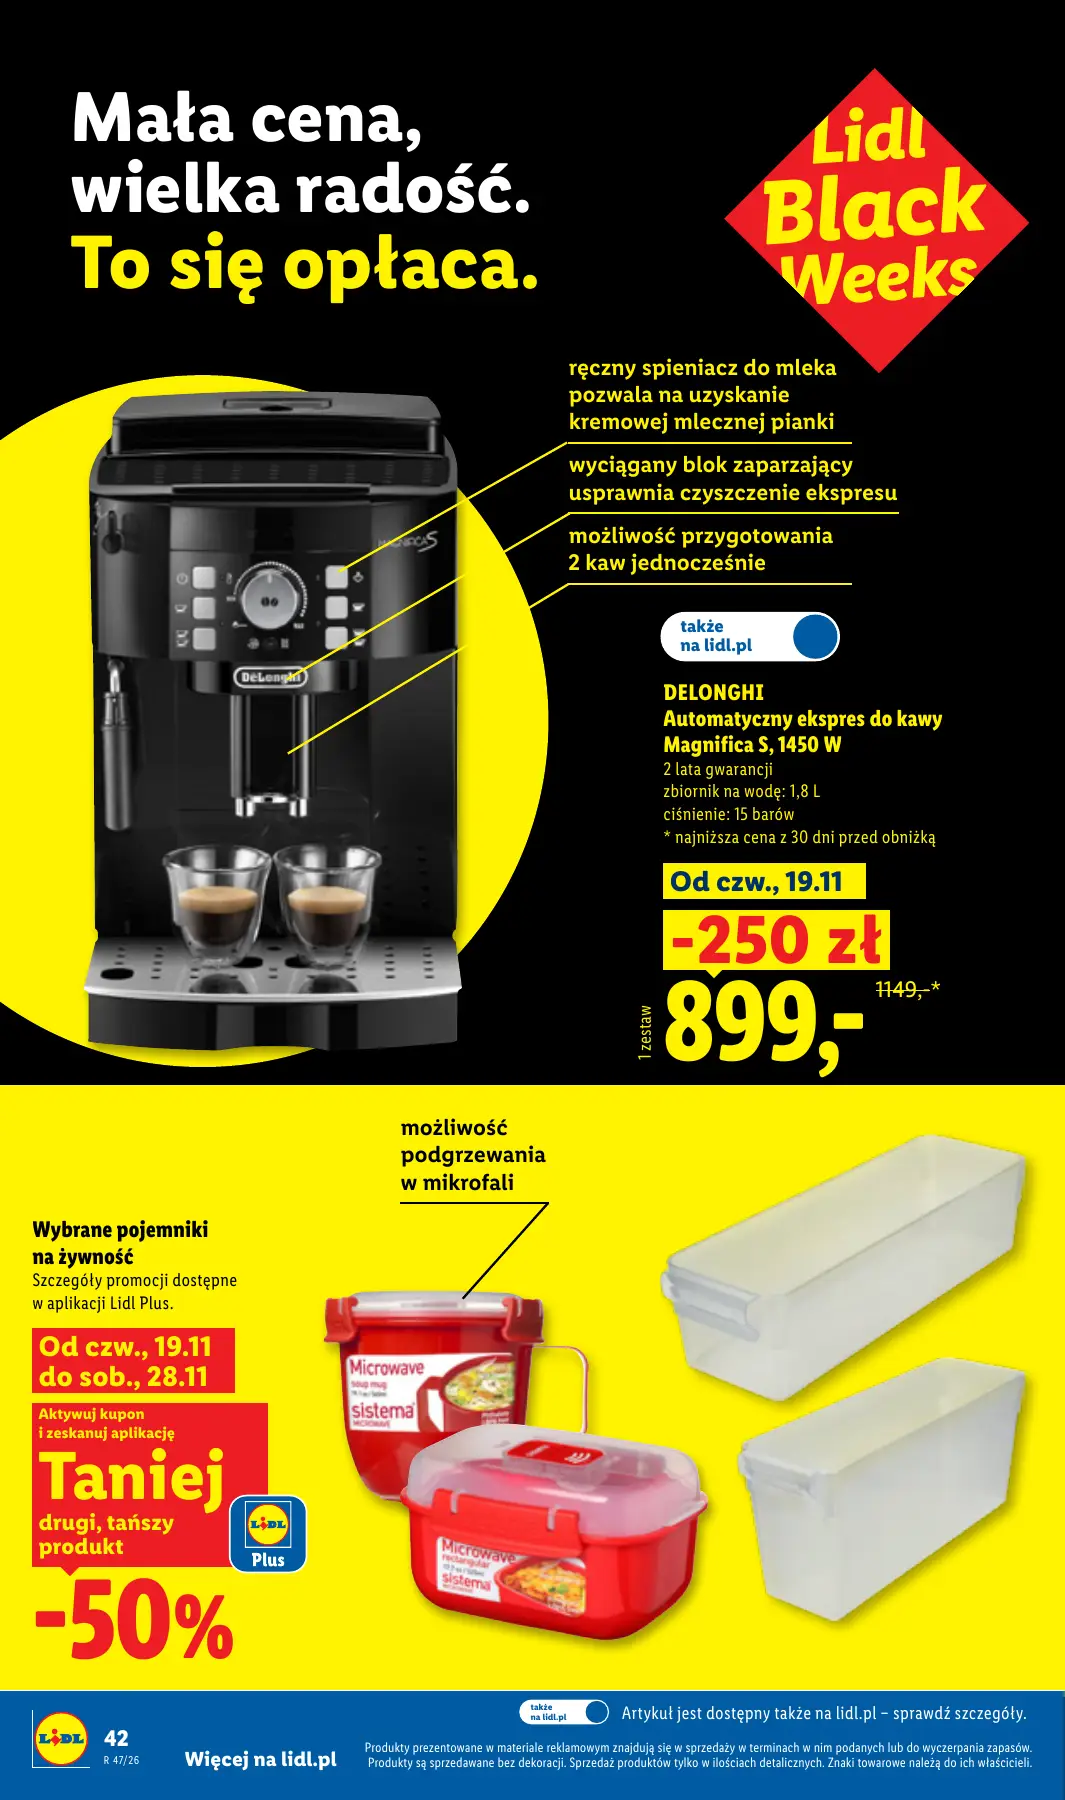 Mała cena,
wielka radość.
To się opłaca.
Lidl
Black
Weeks
ręczny spieniacz do mleka
pozwala na uzyskanie
kremowej mlecznej pianki
wyciągany blok zaparzający
usprawnia czyszczenie ekspresu
możliwość przygotowania
2 kaw jednocześnie
MAGNIFICA S
DeLonghi
także
na lidl.pl
DELONGHI
Automatyczny ekspres do kawy
Magnifica S, 1450 W
2 lata gwarancji
zbiornik na wodę: 1,8 L
ciśnienie: 15 barów
* najniższa cena z 30 dni przed obniżką
Od czw., 19.11
-250 zł
1149,-*
1 zestaw
899,-
możliwość
podgrzewania
w mikrofali
Wybrane pojemniki
na żywność
Szczegóły promocji dostępne
w aplikacji Lidl Plus.
Od czw., 19.11
do sob., 28.11
Aktywuj kupon
i zeskanuj aplikację
Taniej
drugi, tańszy
produkt
-50%
LIDL
Plus
Microwave
soup mug
sistema
MICROWAVE
Microwave
rectangular
sistema
MICROWAVE
także
na lidl.pl
Artykuł jest dostępny także na lidl.pl – sprawdź szczegóły.
LIDL
42
R 47/26
Więcej na lidl.pl
Produkty prezentowane w materiale reklamowym znajdują się w sprzedaży w terminach w nim podanych lub do wyczerpania zapasów.
Produkty są sprzedawane bez dekoracji. Sprzedaż produktów tylko w ilościach detalicznych. Znaki towarowe należą do ich właścicieli.